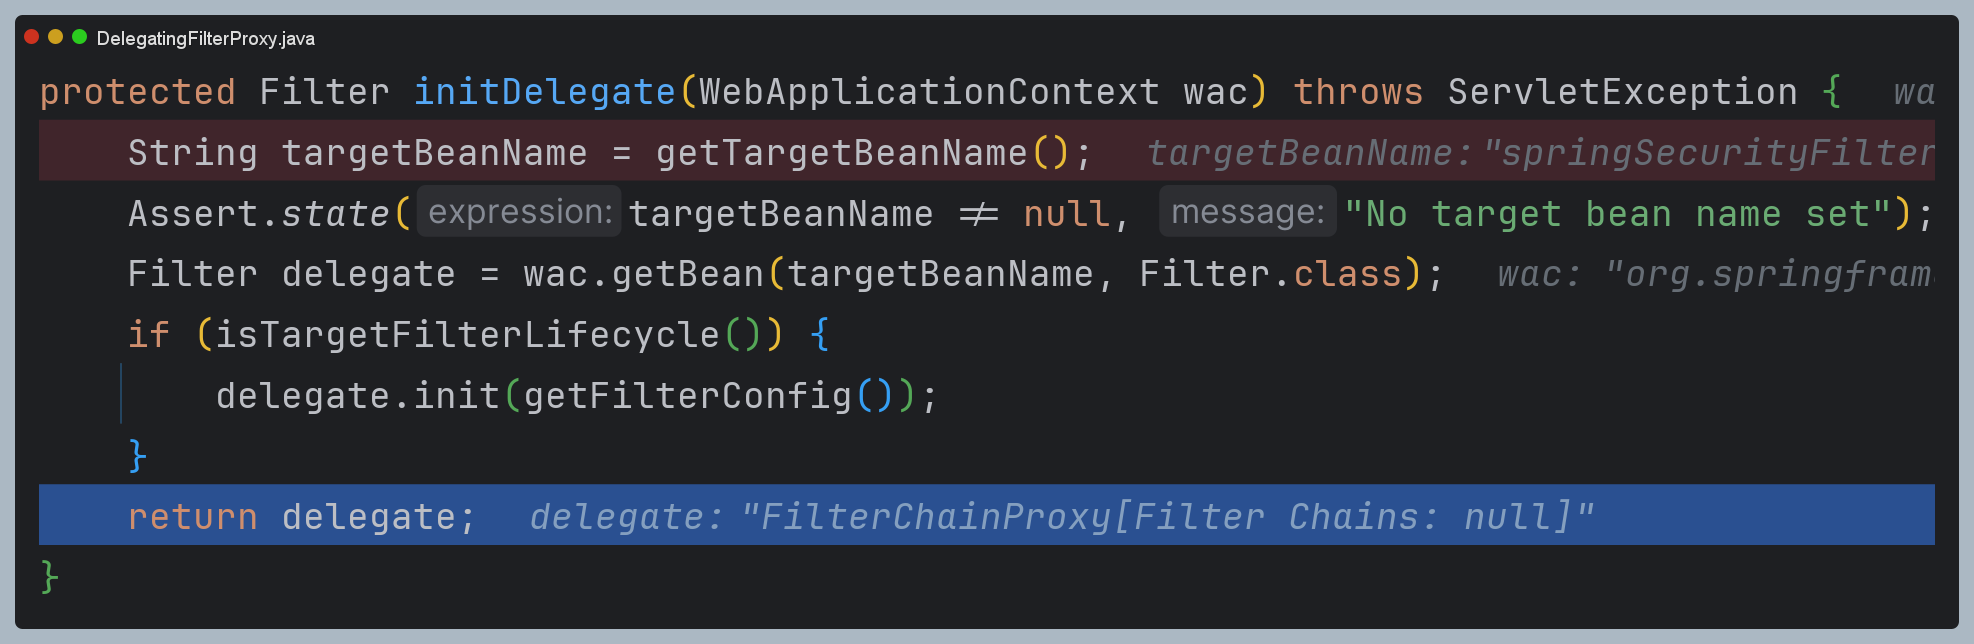 DelegatingFilterProxy.java
protected Filter initDelegate(WebApplicationContext wac) throws ServletException {   wa
    String targetBeanName = getTargetBeanName();   targetBeanName: "springSecurityFilter
    Assert.state( expression: targetBeanName ≠ null,  message: "No target bean name set");
    Filter delegate = wac.getBean(targetBeanName, Filter.class);   wac: "org.springfram
    if (isTargetFilterLifecycle()) {
        delegate.init(getFilterConfig());
    }
    return delegate;   delegate: "FilterChainProxy[Filter Chains: null]"
}